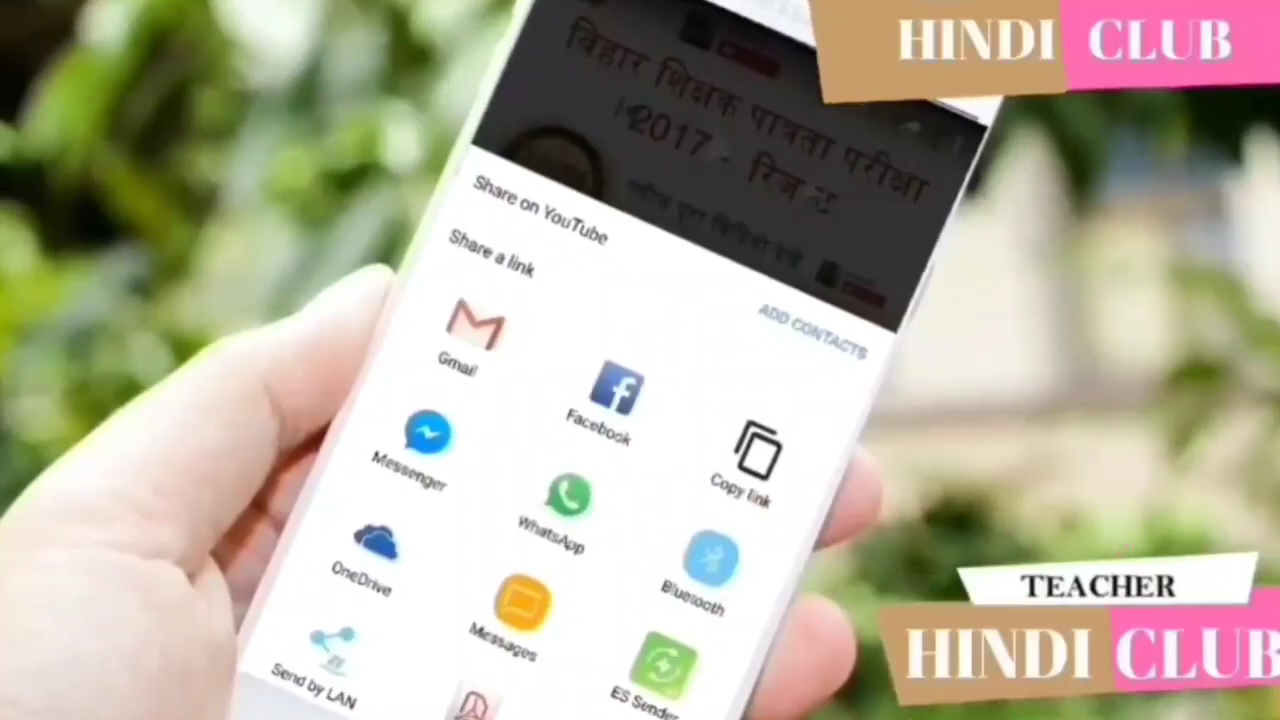 HINDI CLUB
बिहार शिक्षक पात्रता परीक्षा
2017 -
Share on YouTube
Share a link
ADD CONTACTS
Gmail
Facebook
Copy link
Messenger
WhatsApp
Bluetooth
OneDrive
Messages
ES Sender
Send by LAN
TEACHER
HINDI CLUB